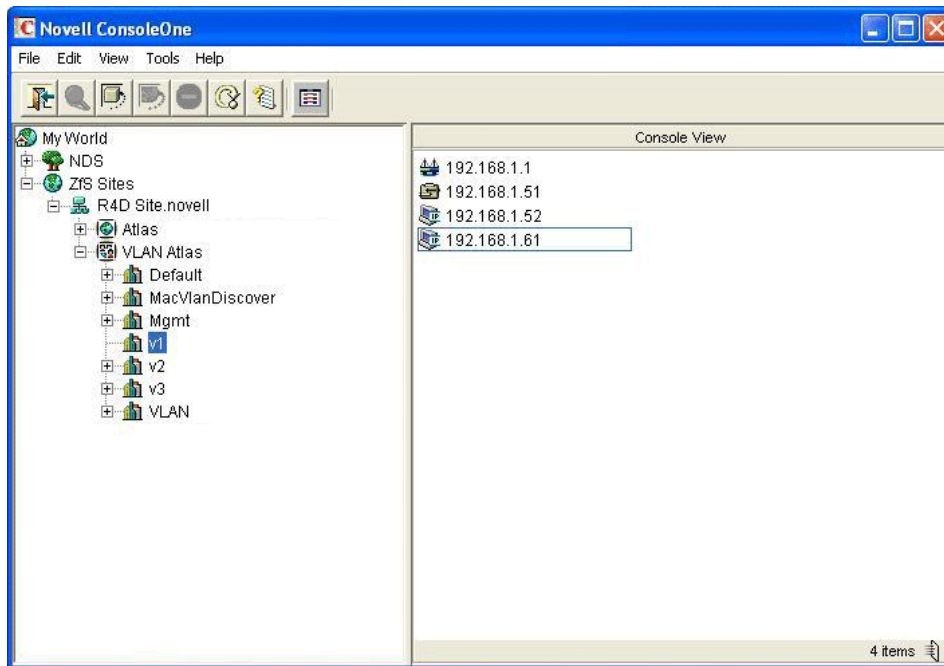 Novell ConsoleOne
File Edit View Tools Help
My World
NDS
ZfS Sites
R4D Site.novell
Atlas
VLAN Atlas
Default
MacVlanDiscover
Mgmt
v1
v2
v3
VLAN
Console View
192.168.1.1
192.168.1.51
192.168.1.52
192.168.1.61
4 items